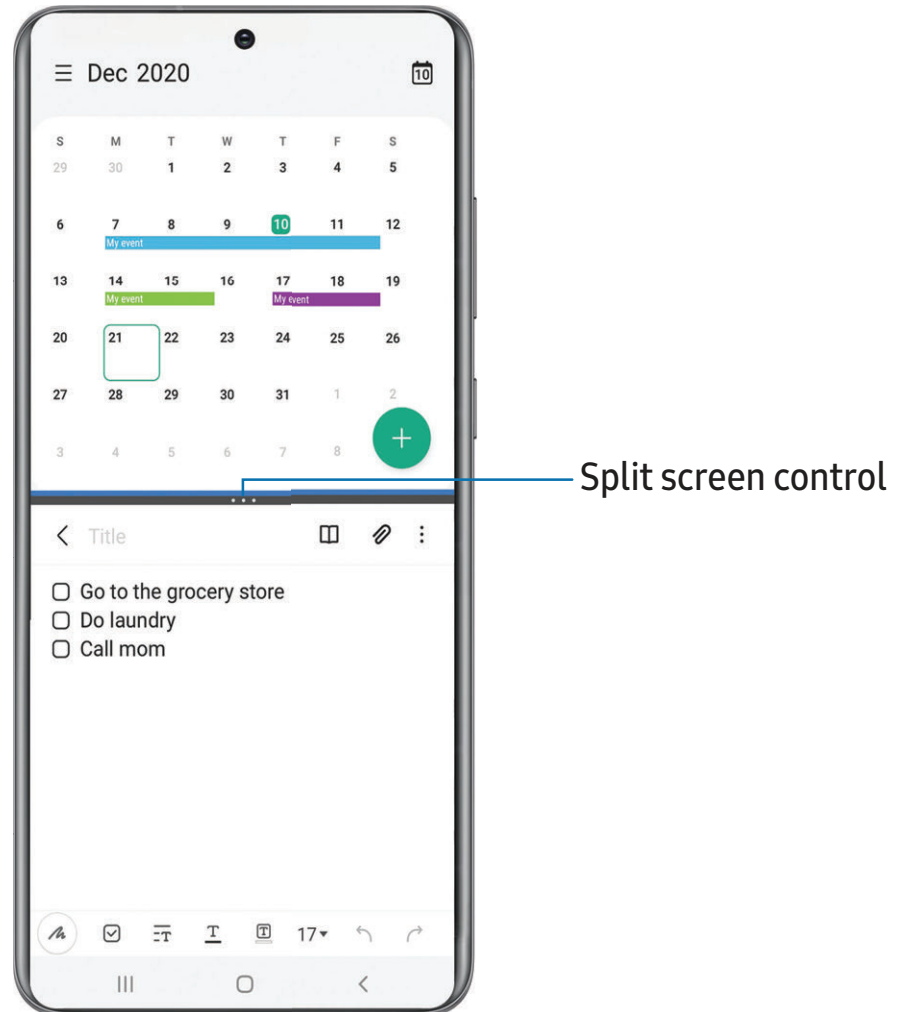 Dec 2020
10
S M T W T F S
29 30 1 2 3 4 5
6 7 8 9 10 11 12
My event
13 14 15 16 17 18 19
My event My event
20 21 22 23 24 25 26
27 28 29 30 31 1 2
3 4 5 6 7 8
+
Split screen control
Title
Go to the grocery store
Do laundry
Call mom
T T T 17